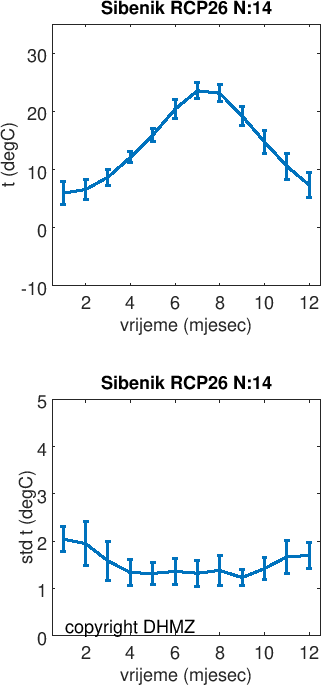 Sibenik RCP26 N:14
30
20
10
0
-10
t (degC)
2 4 6 8 10 12
vrijeme (mjesec)
Sibenik RCP26 N:14
5
4
3
2
1
0
std t (degC)
copyright DHMZ
2 4 6 8 10 12
vrijeme (mjesec)